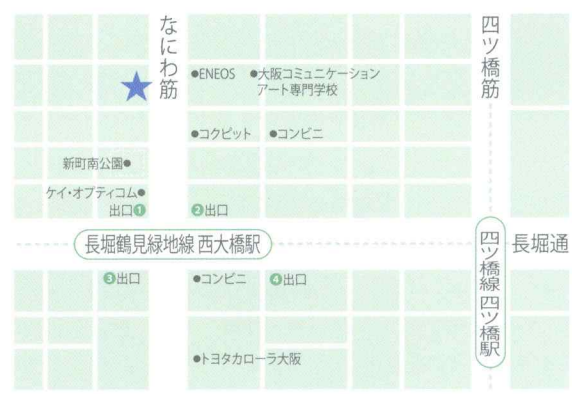 なにわ筋
四ツ橋筋
●ENEOS
●大阪コミュニケーション
アート専門学校
●コクピット
●コンビニ
新町南公園●
ケイ・オプティコム●
出口❶
❷出口
長堀鶴見緑地線 西大橋駅
四ツ橋線 四ツ橋駅
長堀通
❸出口
●コンビニ
❹出口
●トヨタカローラ大阪